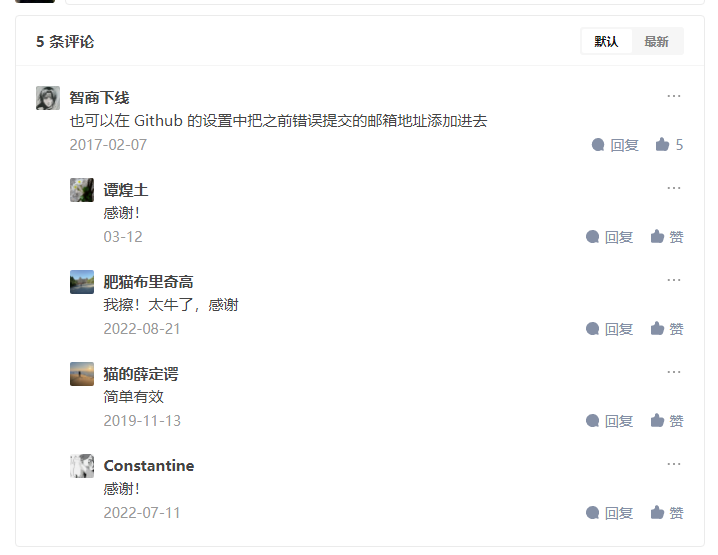 5 条评论
默认 最新
智商下线
也可以在 Github 的设置中把之前错误提交的邮箱地址添加进去
2017-02-07 回复 5
谭煌土
感谢！
03-12 回复 赞
肥猫布里奇高
我擦！太牛了，感谢
2022-08-21 回复 赞
猫的薛定谔
简单有效
2019-11-13 回复 赞
Constantine
感谢！
2022-07-11 回复 赞